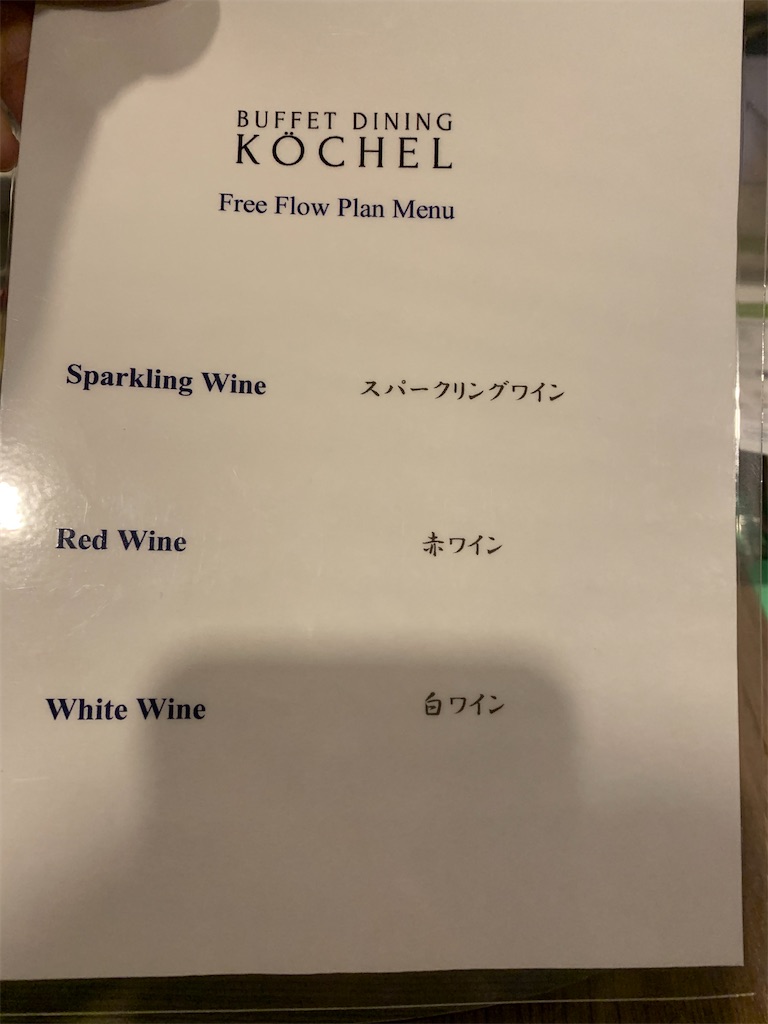 BUFFET DINING
KÖCHEL
Free Flow Plan Menu
Sparkling Wine スパークリングワイン
Red Wine 赤ワイン
White Wine 白ワイン